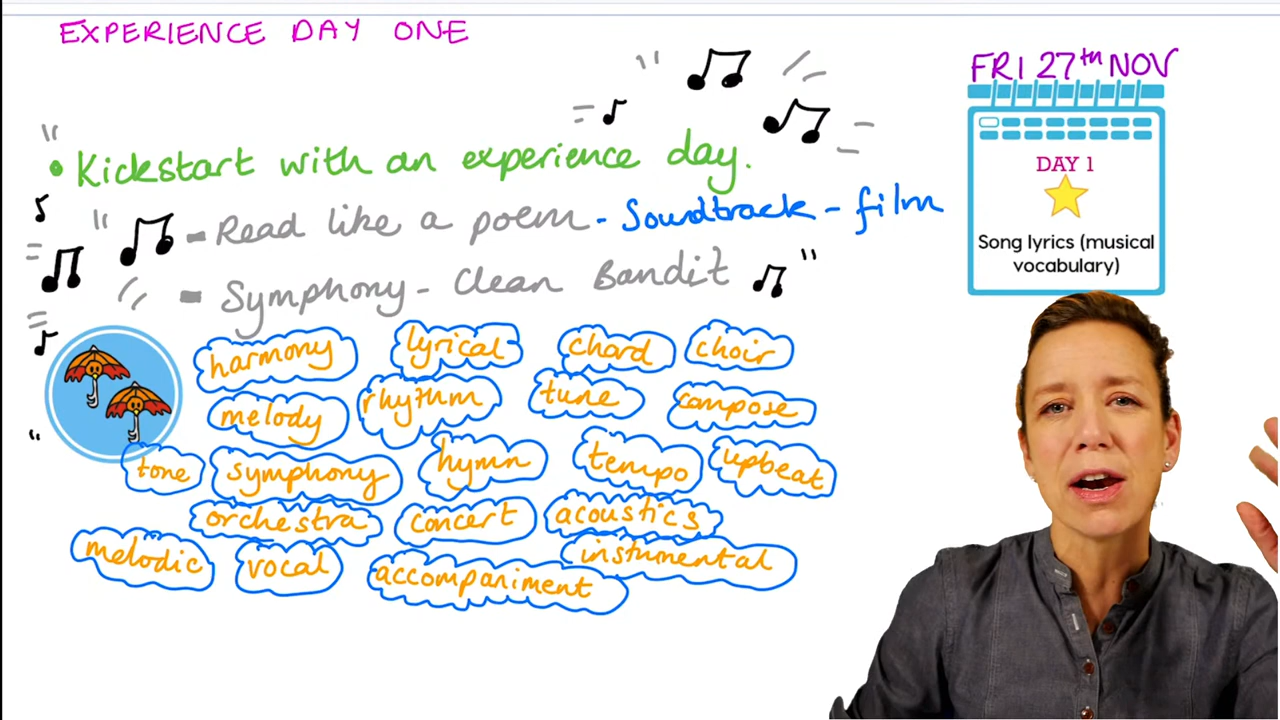 EXPERIENCE DAY ONE
FRI 27th NOV
• Kickstart with an experience day.
- Read like a poem - Soundtrack - film
- Symphony - Clean Bandit
DAY 1
Song lyrics (musical
vocabulary)
harmony lyrical chard choir
melody rhythm tune compose
tone symphony hymn tempo upbeat
orchestra concert acoustics
melodic vocal accompaniment instumental